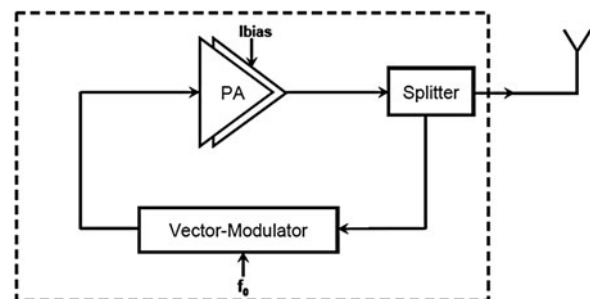 Ibias
PA
Splitter
Vector-Modulator
f₀